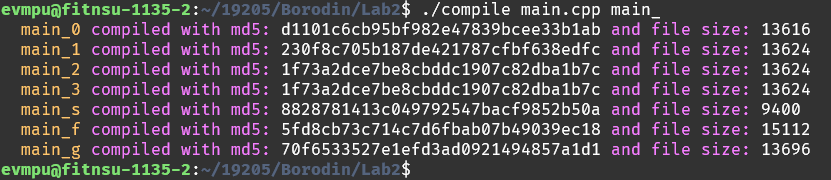 evmpu@fitnsu-1135-2:~/19205/Borodin/Lab2$ ./compile main.cpp main_
main_0 compiled with md5: d1101c6cb95bf982e47839bcee33b1ab and file size: 13616
main_1 compiled with md5: 230f8c705b187de421787cfbf638edfc and file size: 13624
main_2 compiled with md5: 1f73a2dce7be8cbddc1907c82dba1b7c and file size: 13624
main_3 compiled with md5: 1f73a2dce7be8cbddc1907c82dba1b7c and file size: 13624
main_s compiled with md5: 8828781413c049792547bacf9852b50a and file size: 9400
main_f compiled with md5: 5fd8cb73c714c7d6fbab07b49039ec18 and file size: 15112
main_g compiled with md5: 70f6533527e1efd3ad0921494857a1d1 and file size: 13696
evmpu@fitnsu-1135-2:~/19205/Borodin/Lab2$